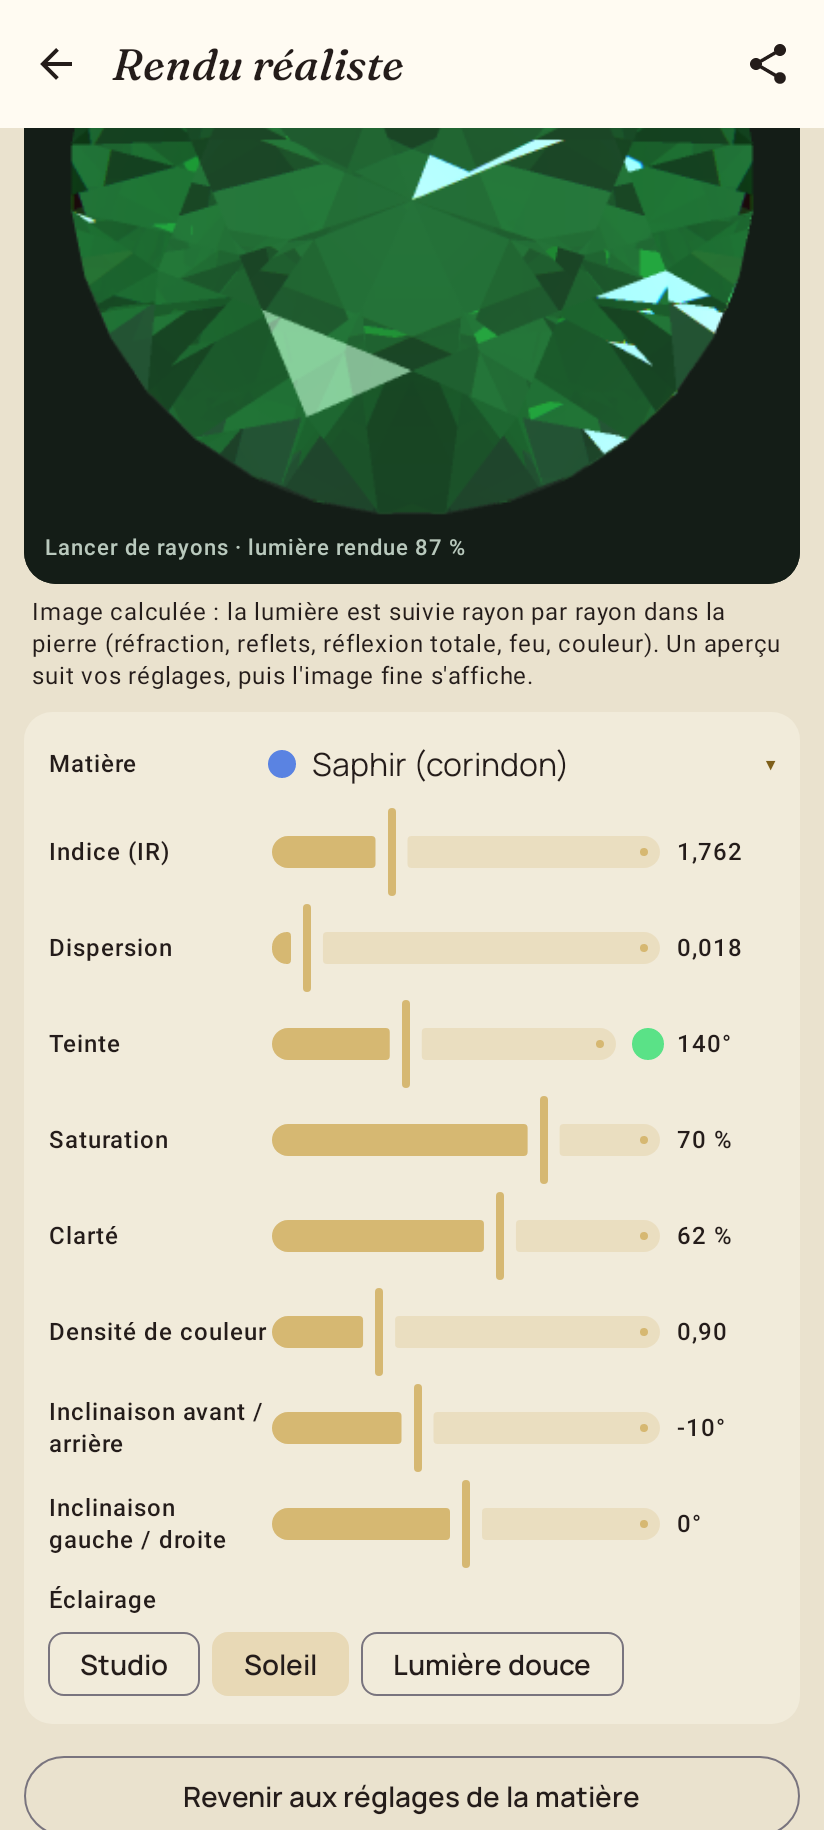 Rendu réaliste
Lancer de rayons · lumière rendue 87 %
Image calculée : la lumière est suivie rayon par rayon dans la
pierre (réfraction, reflets, réflexion totale, feu, couleur). Un aperçu
suit vos réglages, puis l'image fine s'affiche.
Matière Saphir (corindon)
Indice (IR) 1,762
Dispersion 0,018
Teinte 140°
Saturation 70 %
Clarté 62 %
Densité de couleur 0,90
Inclinaison avant /
arrière -10°
Inclinaison
gauche / droite 0°
Éclairage
Studio Soleil Lumière douce
Revenir aux réglages de la matière